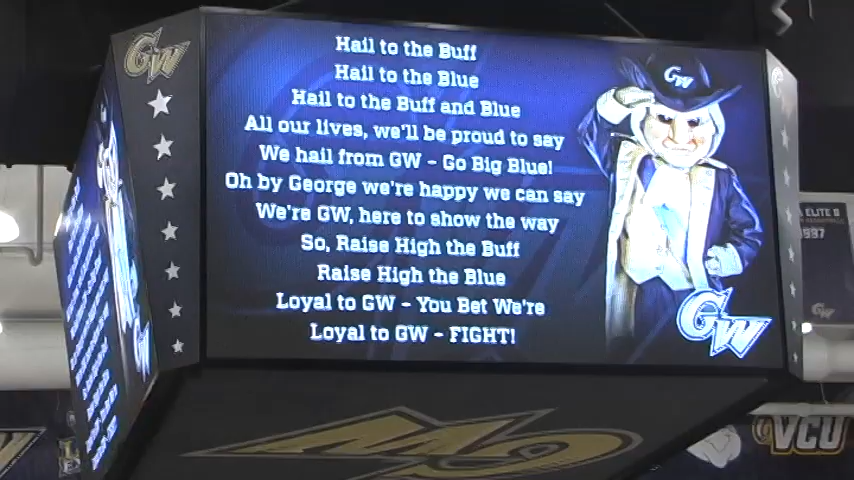 GW
Hail to the Buff
Hail to the Blue
Hail to the Buff and Blue
All our lives, we'll be proud to say
We hail from GW - Go Big Blue!
Oh by George we're happy we can say
We're GW, here to show the way
So, Raise High the Buff
Raise High the Blue
Loyal to GW - You Bet We're
Loyal to GW - FIGHT!
GW
GW
ELITE 8
1997
GW
VCU